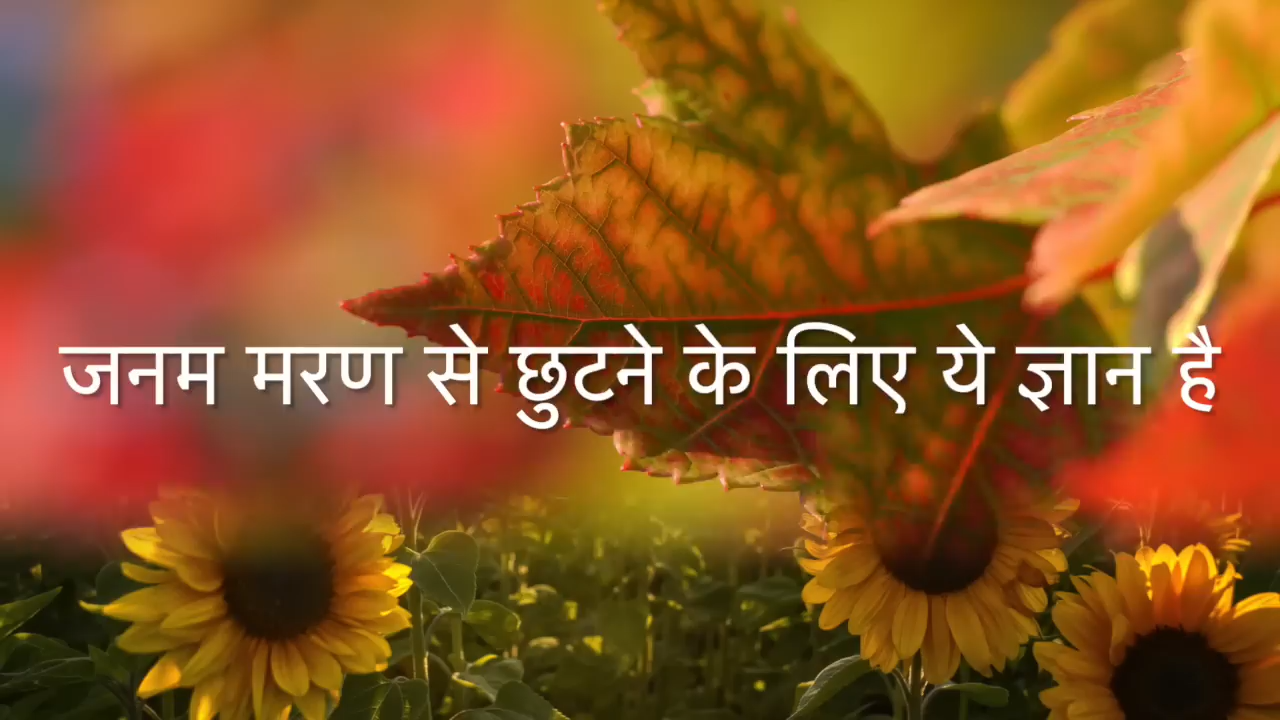 जनम मरण से छुटने के लिए ये ज्ञान है